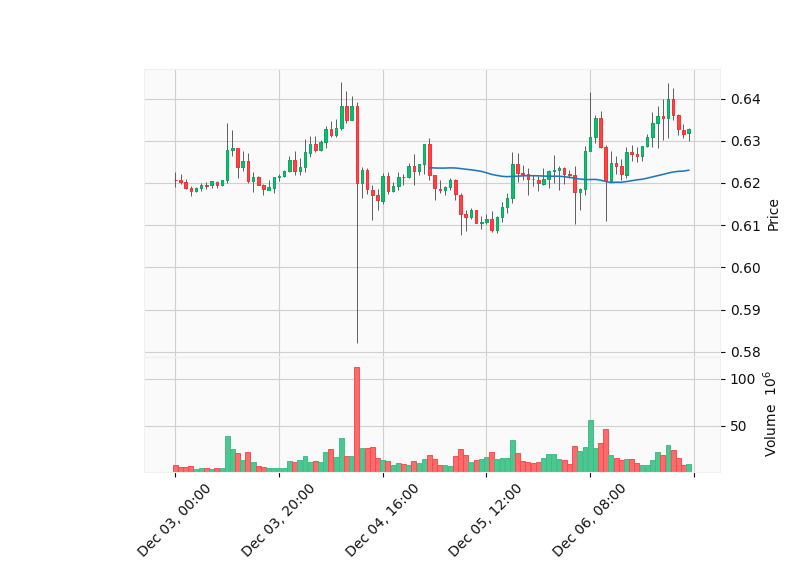 0.64
0.63
0.62
0.61
0.60
0.59
0.58
Price
100
50
Volume 10⁶
Dec 03, 00:00
Dec 03, 20:00
Dec 04, 16:00
Dec 05, 12:00
Dec 06, 08:00